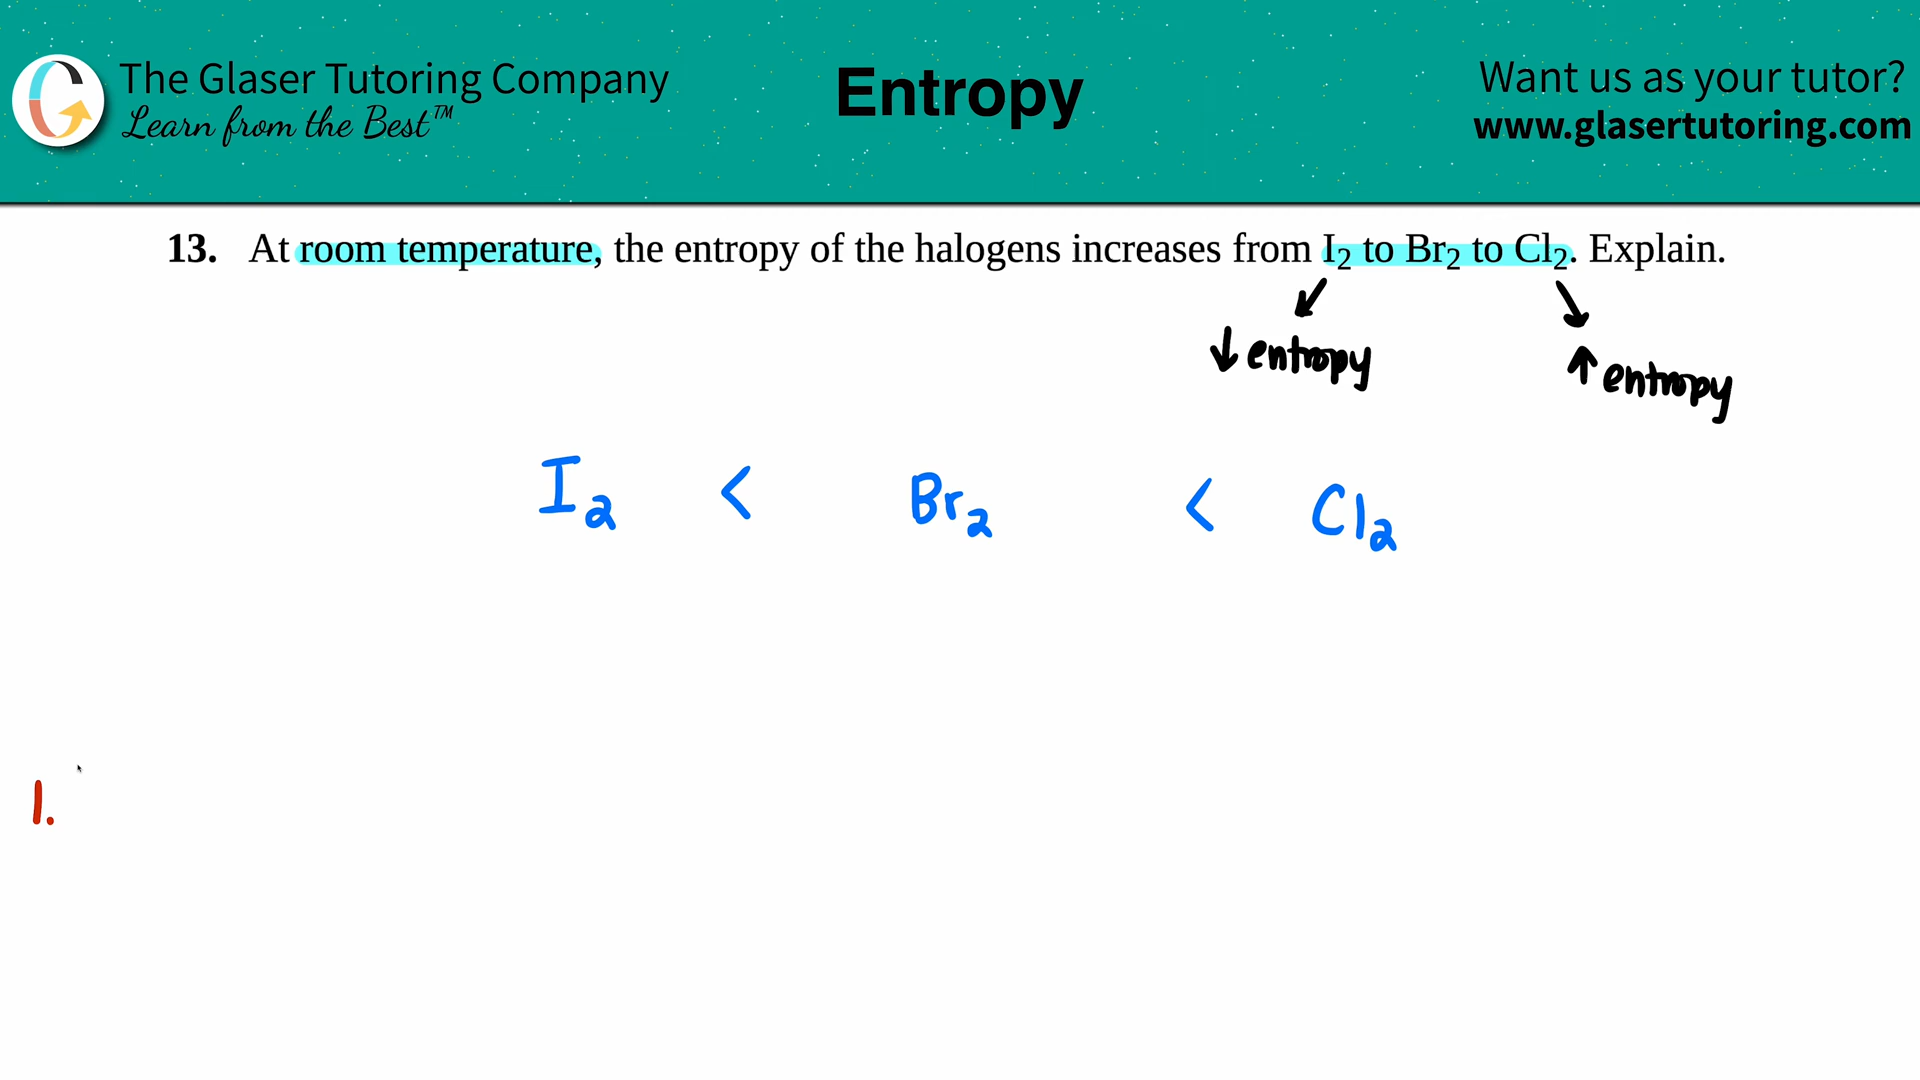 The Glaser Tutoring Company
Learn from the Best™
Entropy
Want us as your tutor?
www.glasertutoring.com
13. At room temperature, the entropy of the halogens increases from I₂ to Br₂ to Cl₂. Explain.
↓ entropy
↑ entropy
I₂ < Br₂ < Cl₂
1.